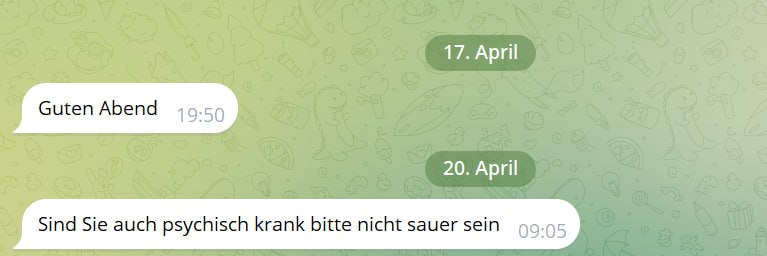 17. April
Guten Abend 19:50
20. April
Sind Sie auch psychisch krank bitte nicht sauer sein 09:05